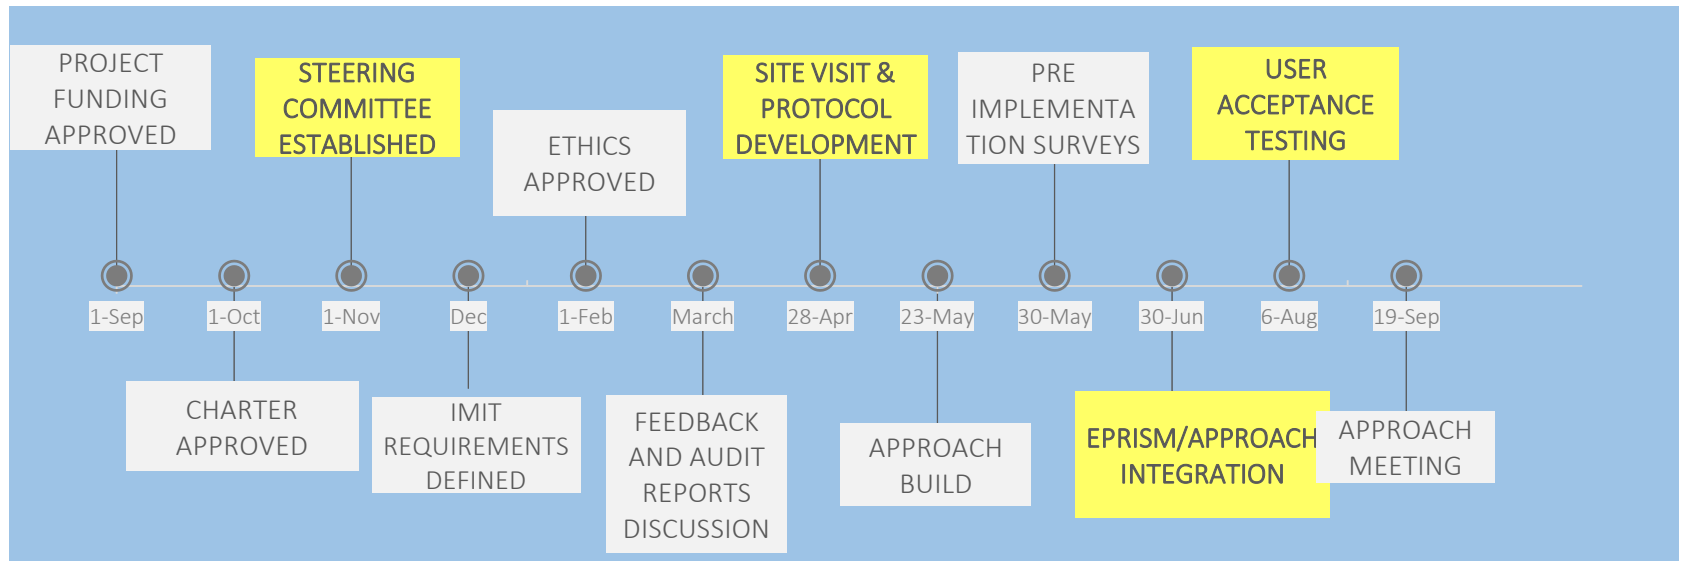 PROJECT
FUNDING
APPROVED
STEERING
COMMITTEE
ESTABLISHED
ETHICS
APPROVED
SITE VISIT &
PROTOCOL
DEVELOPMENT
PRE
IMPLEMENTA
TION SURVEYS
USER
ACCEPTANCE
TESTING
1-Sep
1-Oct
1-Nov
Dec
1-Feb
March
28-Apr
23-May
30-May
30-Jun
6-Aug
19-Sep
CHARTER
APPROVED
IMIT
REQUIREMENTS
DEFINED
FEEDBACK
AND AUDIT
REPORTS
DISCUSSION
APPROACH
BUILD
EPRISM/APPROACH
INTEGRATION
APPROACH
MEETING